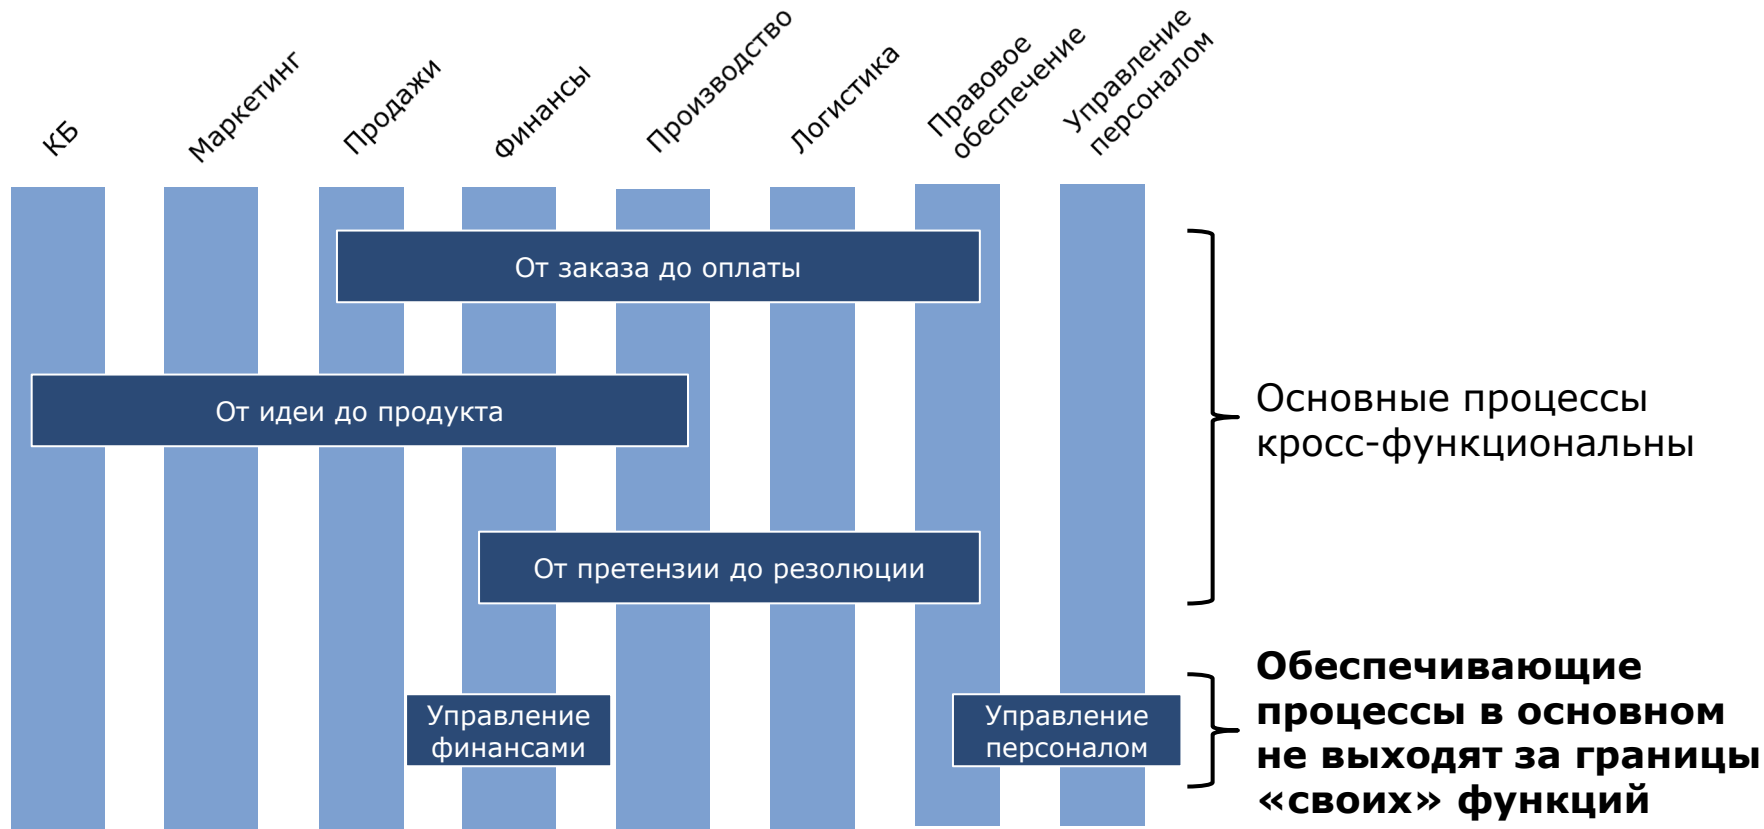 КБ
Маркетинг
Продажи
Финансы
Производство
Логистика
Правовое
обеспечение
Управление
персоналом
От заказа до оплаты
От идеи до продукта
Основные процессы
кросс-функциональны
От претензии до резолюции
Управление
финансами
Управление
персоналом
Обеспечивающие
процессы в основном
не выходят за границы
«своих» функций